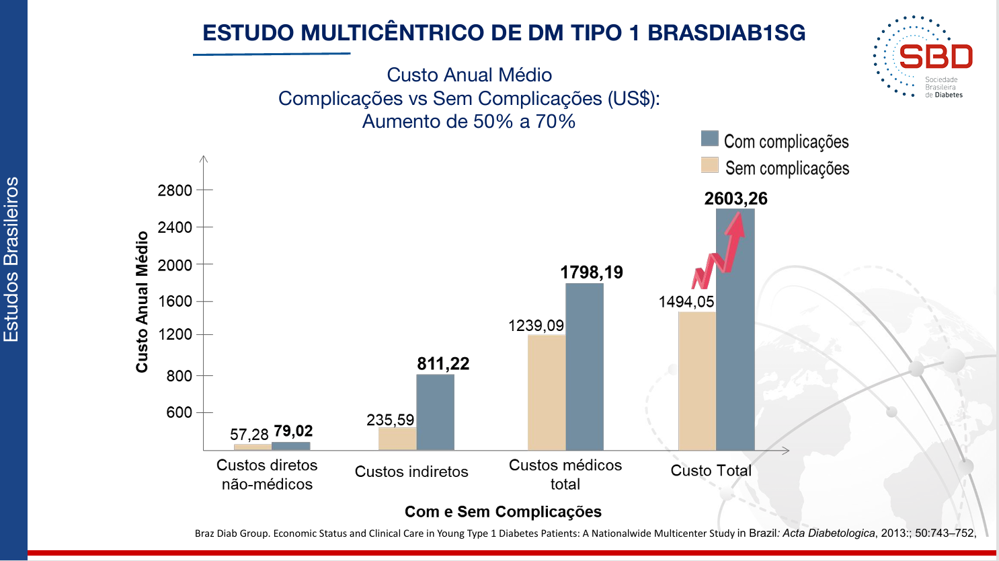 ESTUDO MULTICÊNTRICO DE DM TIPO 1 BRASDIAB1SG
SBD
Sociedade
Brasileira
de Diabetes
Custo Anual Médio
Complicações vs Sem Complicações (US$):
Aumento de 50% a 70%
Com complicações
Sem complicações
Estudos Brasileiros
Custo Anual Médio
2800
2400
2000
1600
1200
800
600
57,28
79,02
235,59
811,22
1239,09
1798,19
1494,05
2603,26
Custos diretos
não-médicos
Custos indiretos
Custos médicos
total
Custo Total
Com e Sem Complicações
Braz Diab Group. Economic Status and Clinical Care in Young Type 1 Diabetes Patients: A Nationalwide Multicenter Study in Brazil: Acta Diabetologica, 2013:; 50:743–752,